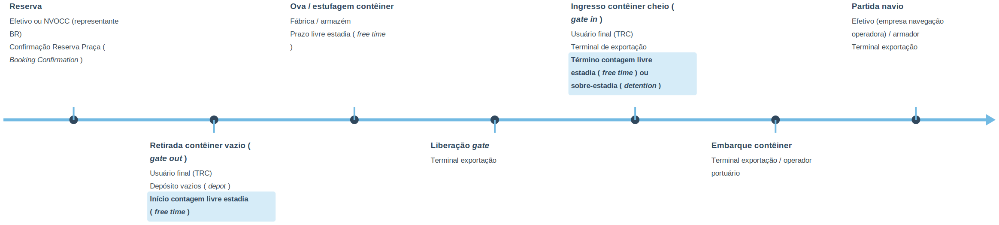 Reserva
Efetivo ou NVOCC (representante
BR)
Confirmação Reserva Praça (
Booking Confirmation )
Retirada contêiner vazio (
gate out )
Usuário final (TRC)
Depósito vazios ( depot )
Início contagem livre estadia
( free time )
Ova / estufagem contêiner
Fábrica / armazém
Prazo livre estadia ( free time
)
Liberação gate
Terminal exportação
Ingresso contêiner cheio (
gate in )
Usuário final (TRC)
Terminal de exportação
Término contagem livre
estadia ( free time ) ou
sobre-estadia ( detention )
Embarque contêiner
Terminal exportação / operador
portuário
Partida navio
Efetivo (empresa navegação
operadora) / armador
Terminal exportação